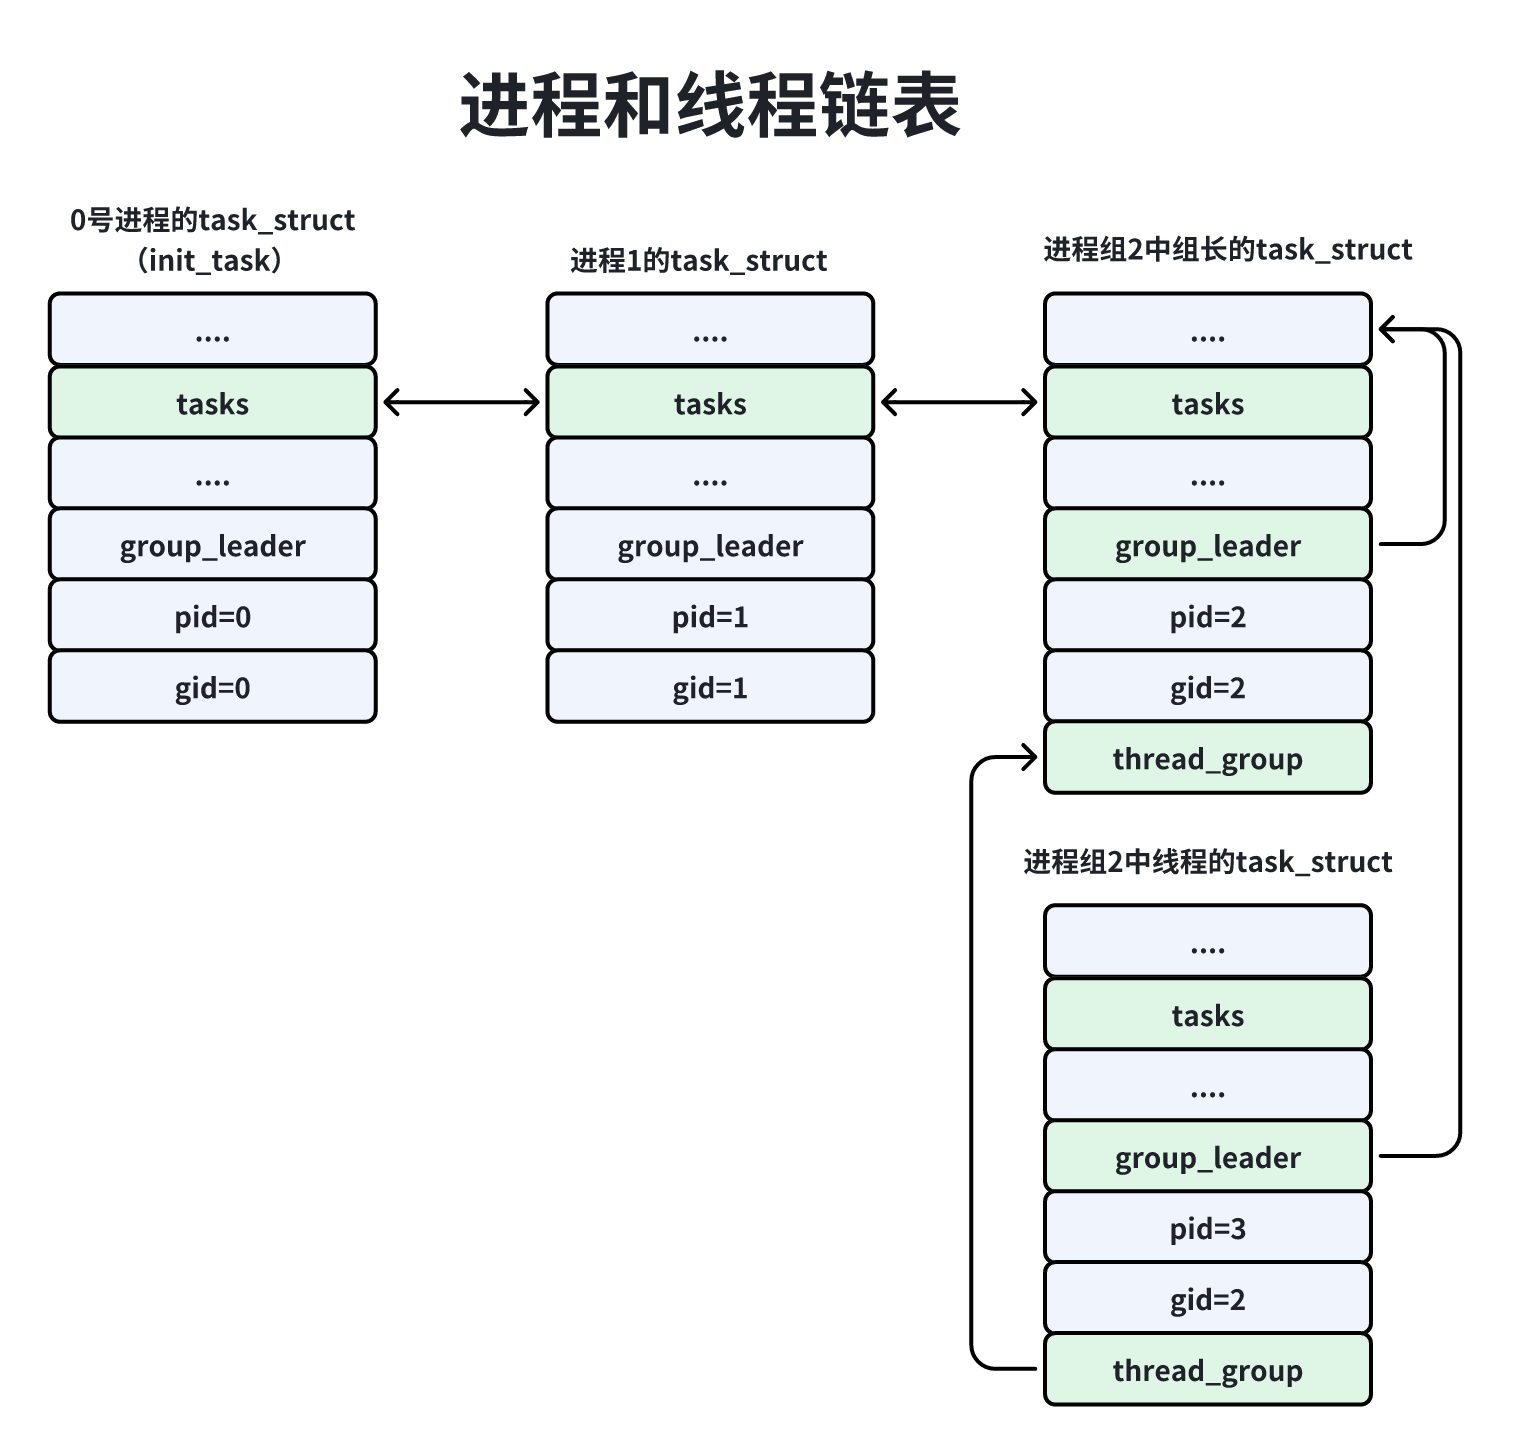 进程和线程链表
0号进程的task_struct
（init_task）
....
tasks
....
group_leader
pid=0
gid=0
进程1的task_struct
....
tasks
....
group_leader
pid=1
gid=1
进程组2中组长的task_struct
....
tasks
....
group_leader
pid=2
gid=2
thread_group
进程组2中线程的task_struct
....
tasks
....
group_leader
pid=3
gid=2
thread_group